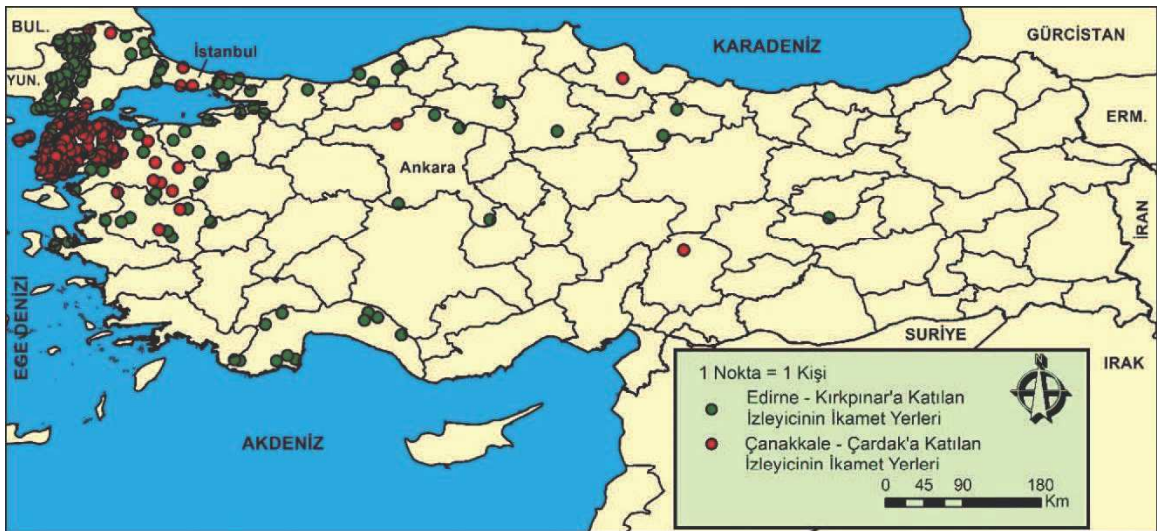 BUL.
YUN.
İstanbul
KARADENİZ
GÜRCİSTAN
ERM.
Ankara
İRAN
EGE DENİZİ
SURİYE
IRAK
AKDENİZ
N
1 Nokta = 1 Kişi
Edirne - Kırkpınar'a Katılan
İzleyicinin İkamet Yerleri
Çanakkale - Çardak'a Katılan
İzleyicinin İkamet Yerleri
0 45 90 180
Km